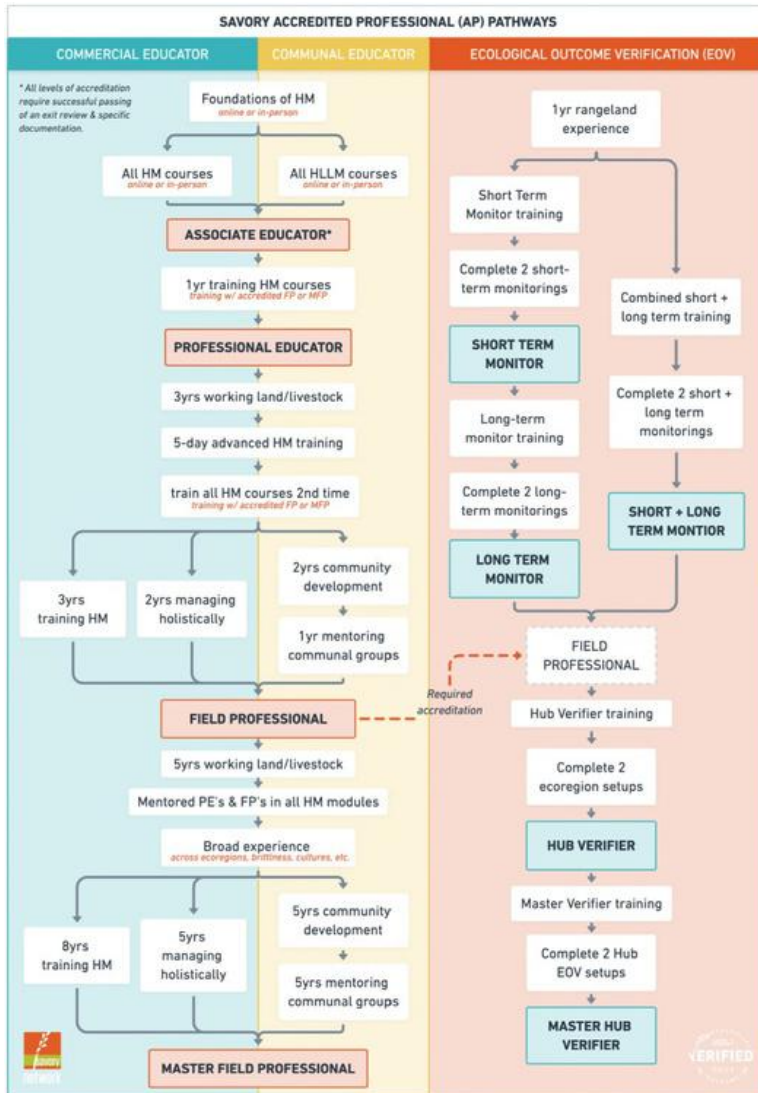 SAVORY ACCREDITED PROFESSIONAL (AP) PATHWAYS
COMMERCIAL EDUCATOR
COMMUNAL EDUCATOR
ECOLOGICAL OUTCOME VERIFICATION (EOV)
* All levels of accreditation
require successful passing
of an exit review & specific
documentation.
Foundations of HM
online or in-person
All HM courses
online or in-person
All HLLM courses
online or in-person
ASSOCIATE EDUCATOR*
1yr training HM courses
training w/ accredited FP or MFP
PROFESSIONAL EDUCATOR
3yrs working land/livestock
5-day advanced HM training
train all HM courses 2nd time
training w/ accredited FP or MFP
3yrs
training HM
2yrs managing
holistically
2yrs community
development
1yr mentoring
communal groups
FIELD PROFESSIONAL
Required
accreditation
5yrs working land/livestock
Mentored PE's & FP's in all HM modules
Broad experience
across ecoregions, brittleness, cultures, etc.
8yrs
training HM
5yrs
managing
holistically
5yrs community
development
5yrs mentoring
communal groups
MASTER FIELD PROFESSIONAL
savory
network
1yr rangeland
experience
Short Term
Monitor training
Complete 2 short-
term monitorings
SHORT TERM
MONITOR
Long-term
monitor training
Complete 2 long-
term monitorings
LONG TERM
MONITOR
Combined short +
long term training
Complete 2 short +
long term
monitorings
SHORT + LONG
TERM MONTIOR
FIELD
PROFESSIONAL
Hub Verifier training
Complete 2
ecoregion setups
HUB VERIFIER
Master Verifier training
Complete 2 Hub
EOV setups
MASTER HUB
VERIFIER
VERIFIED